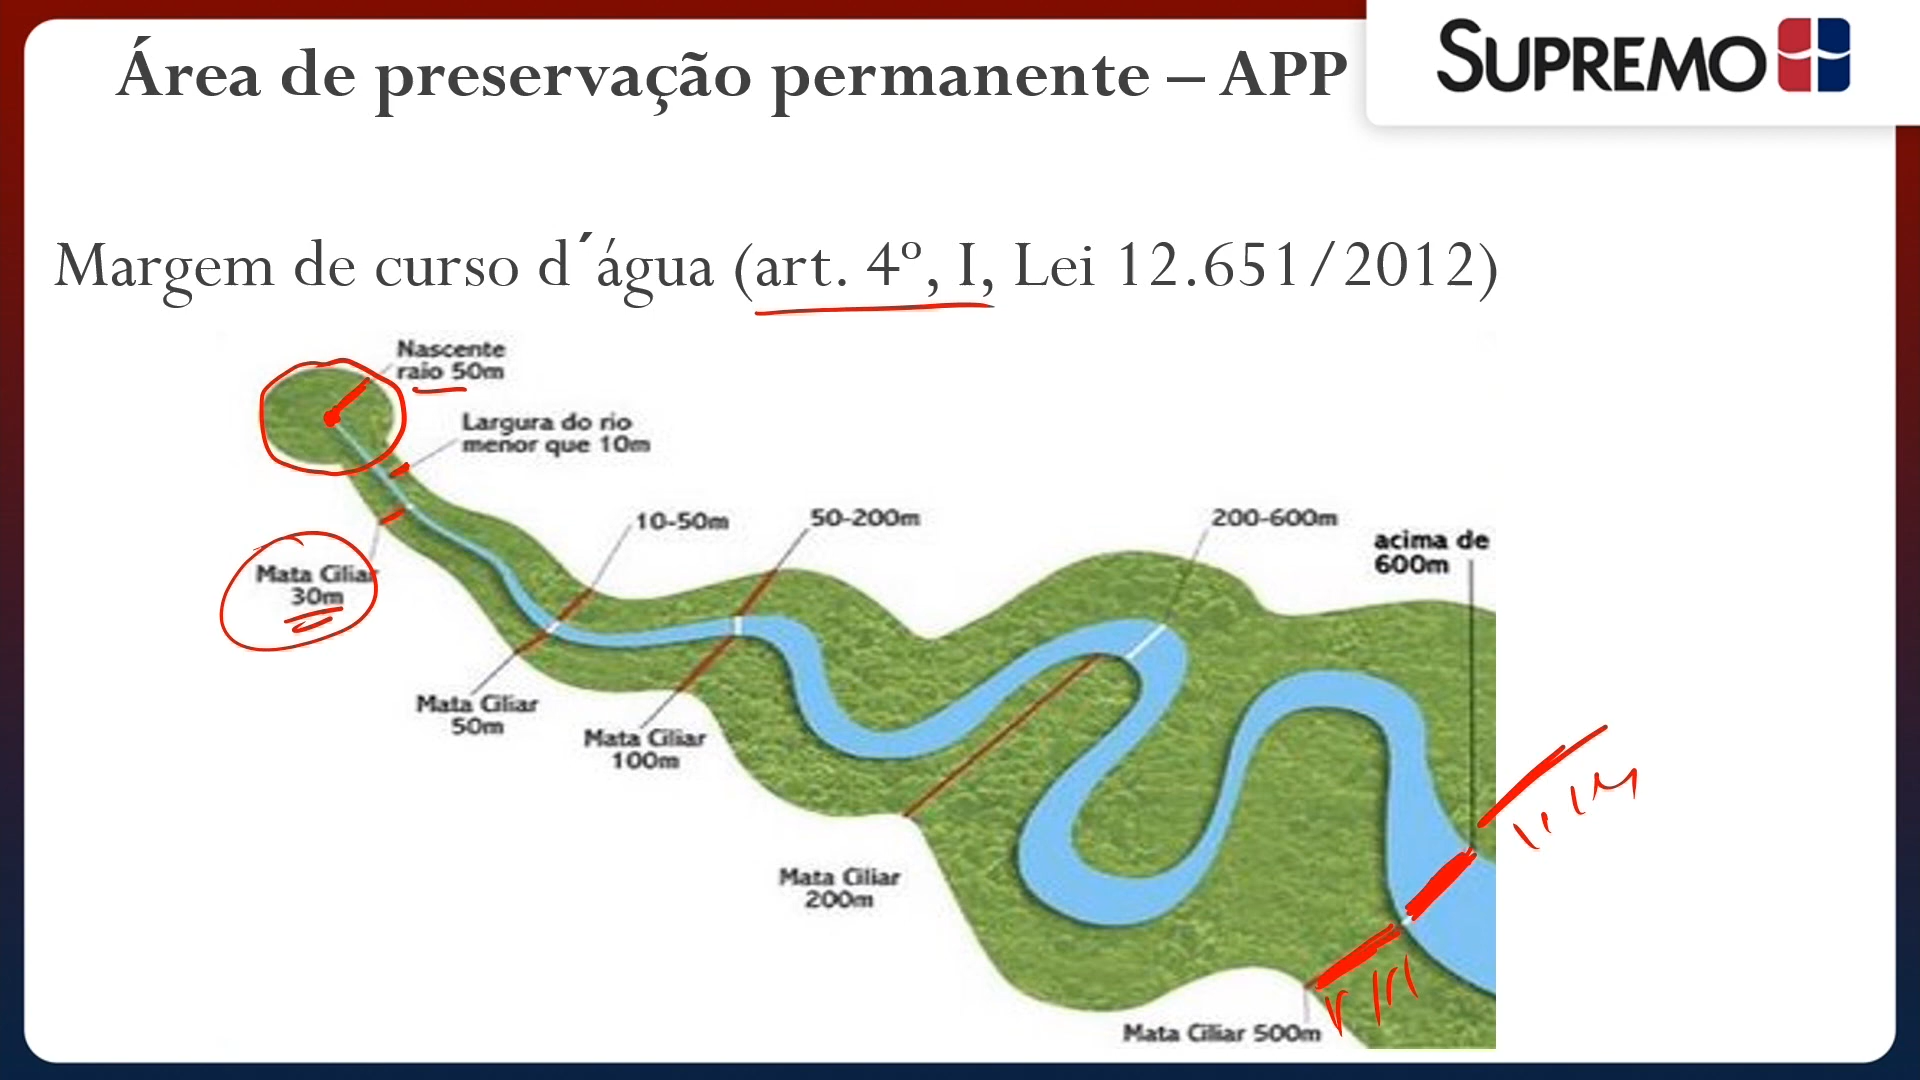 Área de preservação permanente – APP
SUPREMO
Margem de curso d´água (art. 4º, I, Lei 12.651/2012)
Nascente
raio 50m
Largura do rio
menor que 10m
10-50m
50-200m
200-600m
acima de
600m
Mata Ciliar
30m
Mata Ciliar
50m
Mata Ciliar
100m
Mata Ciliar
200m
Mata Ciliar 500m